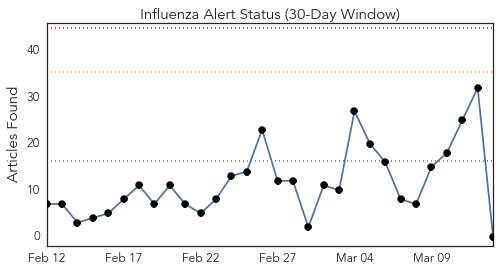 Influenza Alert Status (30-Day Window)
Articles Found
40
30
20
10
0
Feb 12 Feb 17 Feb 22 Feb 27 Mar 04 Mar 09